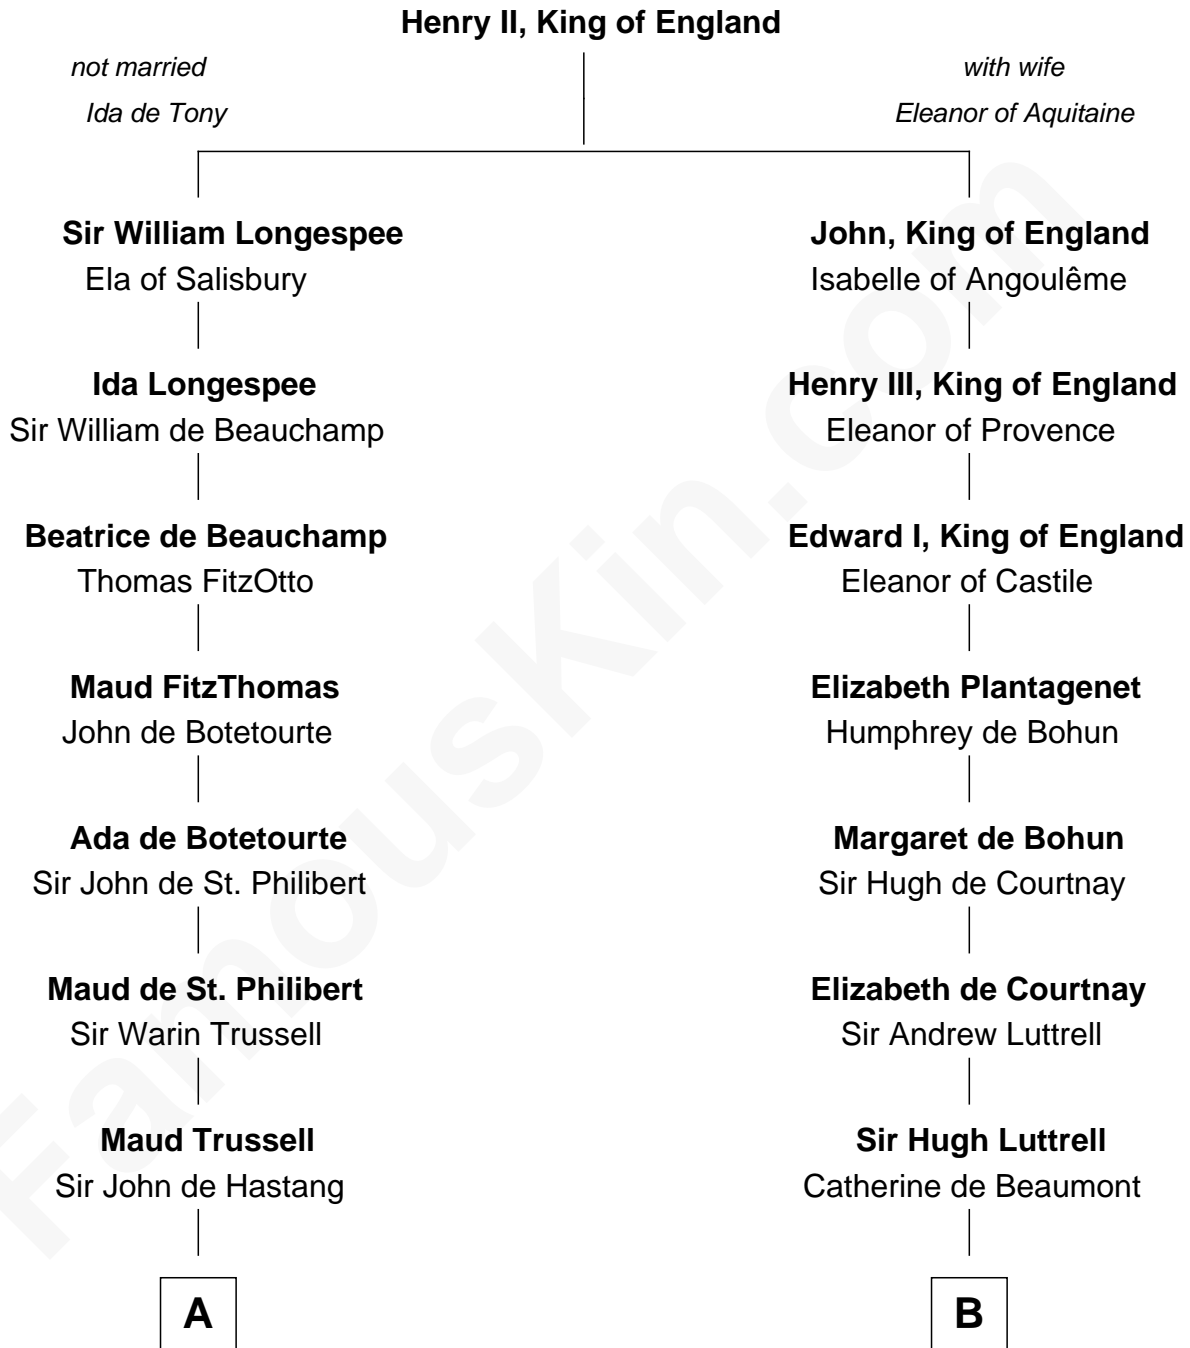 Henry II, King of England
not married
Ida de Tony
with wife
Eleanor of Aquitaine
Sir William Longespee
Ela of Salisbury
John, King of England
Isabelle of Angoulême
Ida Longespee
Sir William de Beauchamp
Henry III, King of England
Eleanor of Provence
Beatrice de Beauchamp
Thomas FitzOtto
Edward I, King of England
Eleanor of Castile
Maud FitzThomas
John de Botetourte
Elizabeth Plantagenet
Humphrey de Bohun
Ada de Botetourte
Sir John de St. Philibert
Margaret de Bohun
Sir Hugh de Courtnay
Maud de St. Philibert
Sir Warin Trussell
Elizabeth de Courtnay
Sir Andrew Luttrell
Maud Trussell
Sir John de Hastang
Sir Hugh Luttrell
Catherine de Beaumont
A
B
FamousKin.com